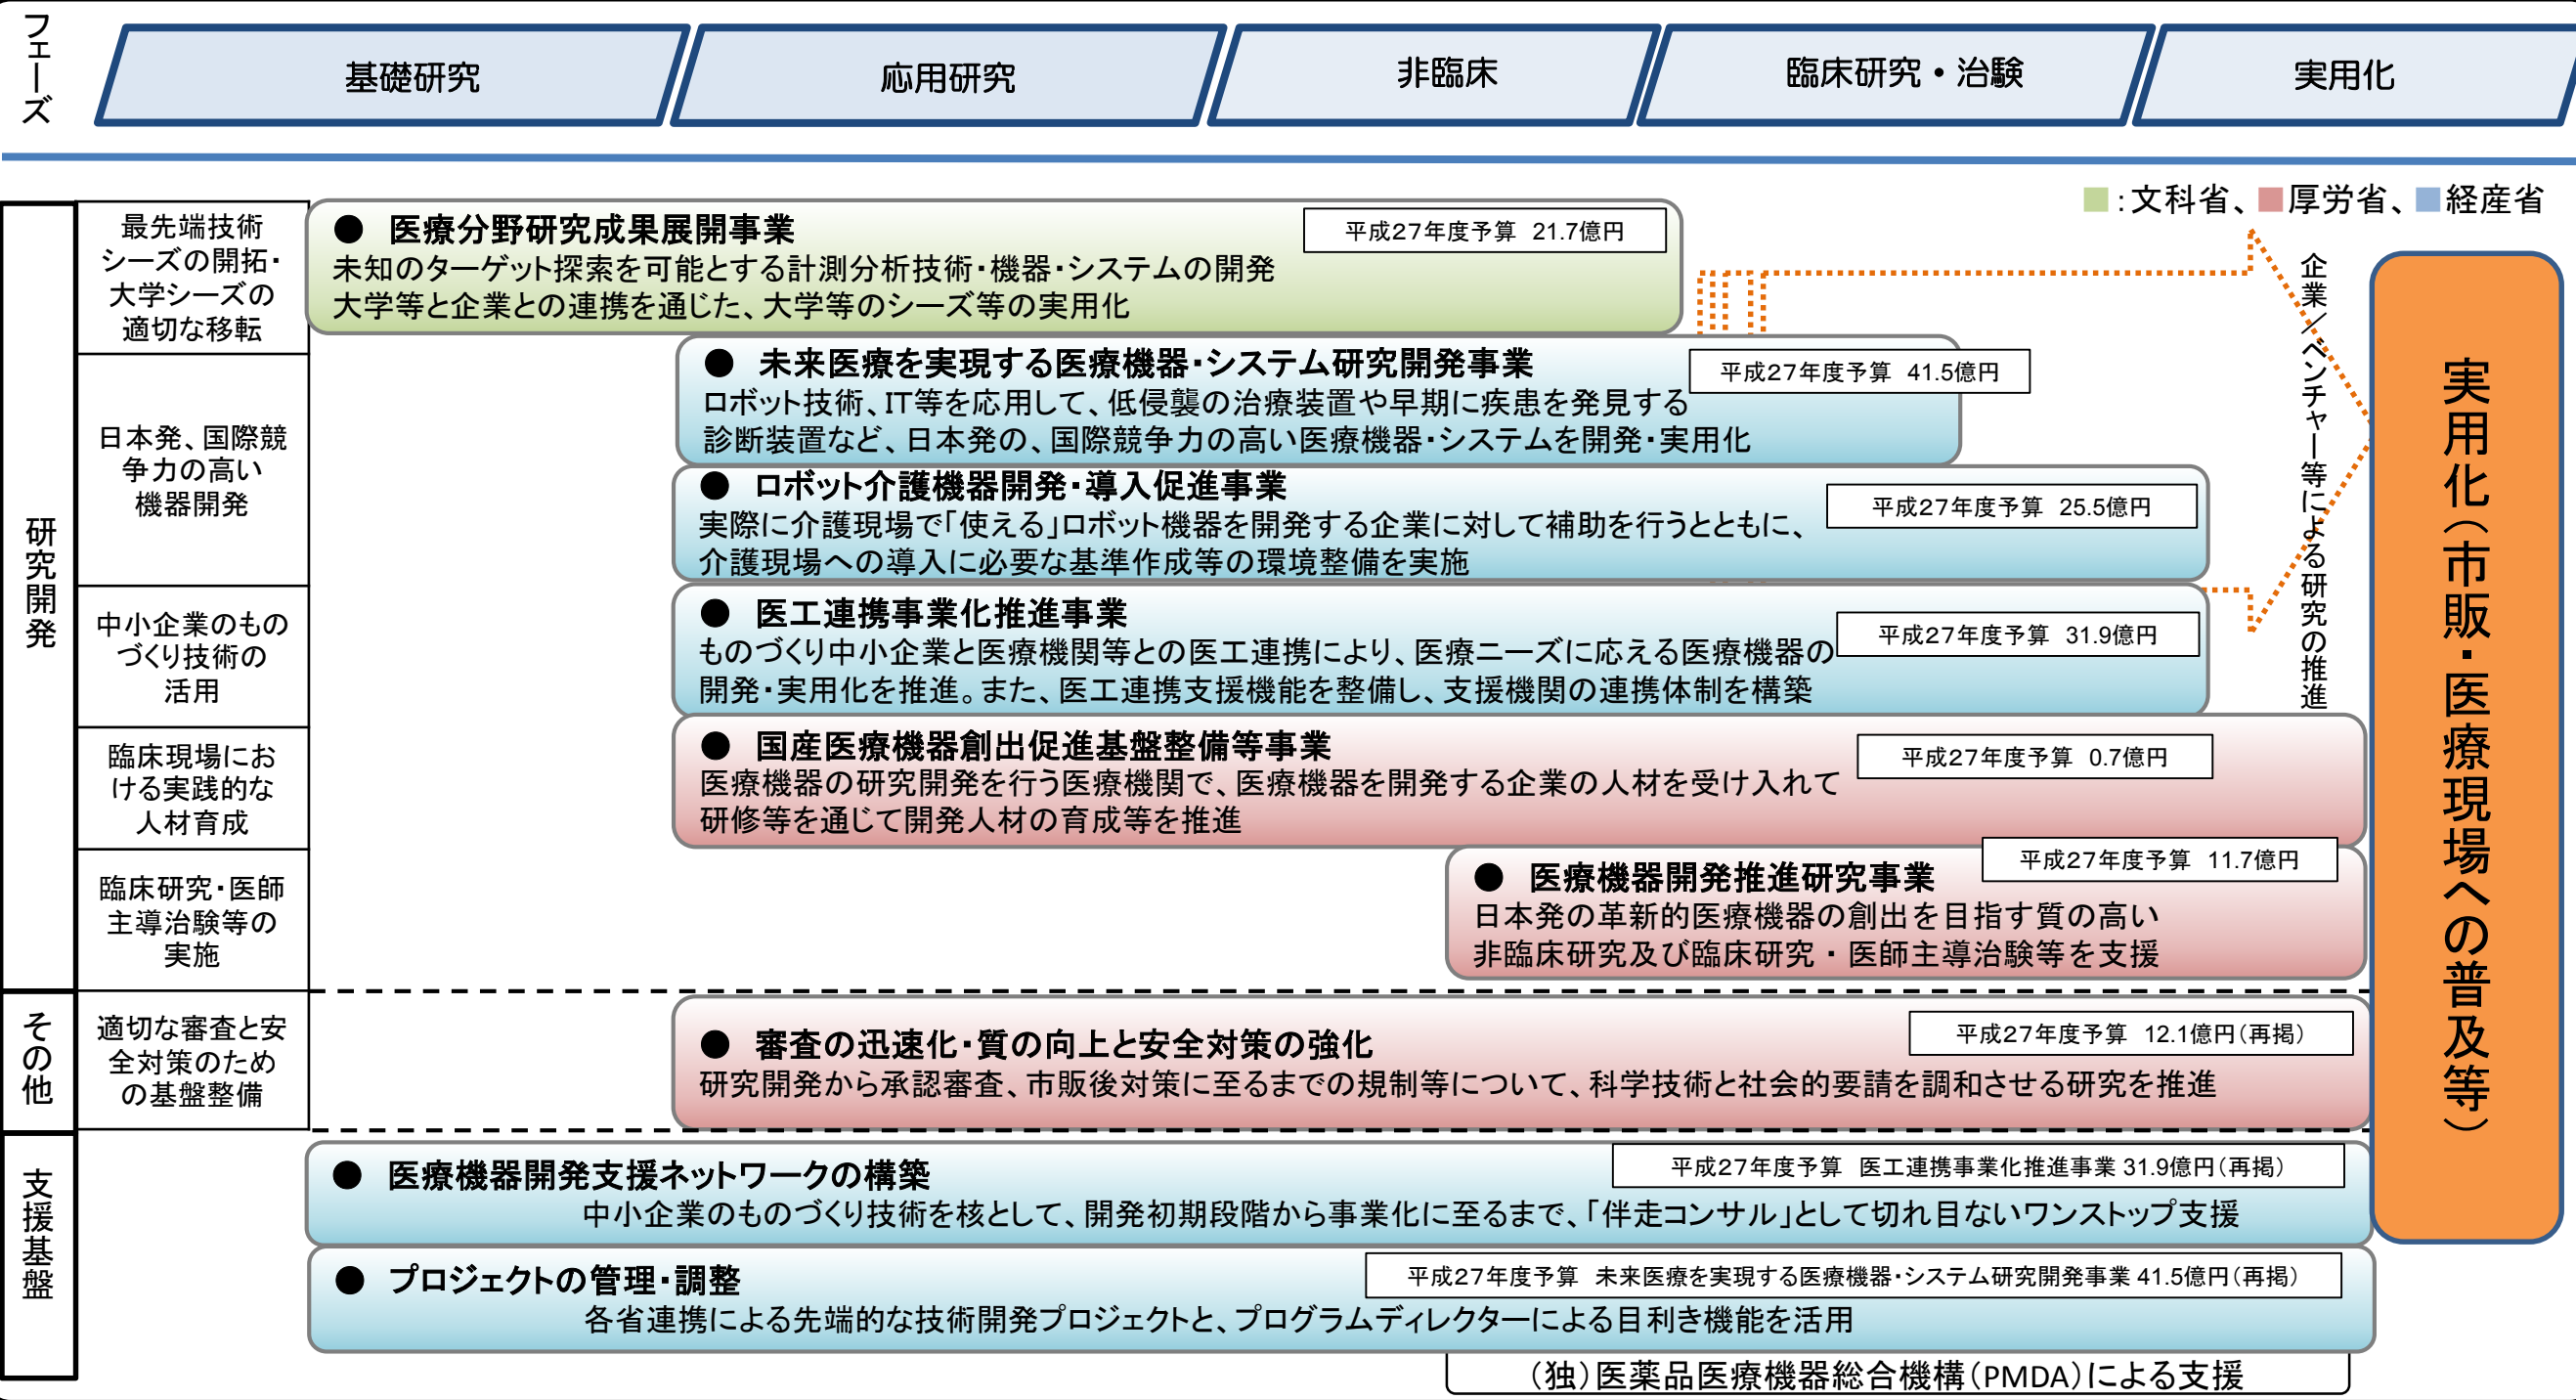 フェーズ
基礎研究
応用研究
非臨床
臨床研究・治験
実用化
:文科省、厚労省、経産省
研究開発
最先端技術
シーズの開拓・
大学シーズの
適切な移転
● 医療分野研究成果展開事業
平成27年度予算 21.7億円
未知のターゲット探索を可能とする計測分析技術・機器・システムの開発
大学等と企業との連携を通じた、大学等のシーズ等の実用化
日本発、国際競
争力の高い
機器開発
● 未来医療を実現する医療機器・システム研究開発事業
平成27年度予算 41.5億円
ロボット技術、IT等を応用して、低侵襲の治療装置や早期に疾患を発見する
診断装置など、日本発の、国際競争力の高い医療機器・システムを開発・実用化
● ロボット介護機器開発・導入促進事業
平成27年度予算 25.5億円
実際に介護現場で「使える」ロボット機器を開発する企業に対して補助を行うとともに、
介護現場への導入に必要な基準作成等の環境整備を実施
中小企業のもの
づくり技術の
活用
● 医工連携事業化推進事業
平成27年度予算 31.9億円
ものづくり中小企業と医療機関等との医工連携により、医療ニーズに応える医療機器の
開発・実用化を推進。また、医工連携支援機能を整備し、支援機関の連携体制を構築
臨床現場にお
ける実践的な
人材育成
● 国産医療機器創出促進基盤整備等事業
平成27年度予算 0.7億円
医療機器の研究開発を行う医療機関で、医療機器を開発する企業の人材を受け入れて
研修等を通じて開発人材の育成等を推進
臨床研究・医師
主導治験等の
実施
● 医療機器開発推進研究事業
平成27年度予算 11.7億円
日本発の革新的医療機器の創出を目指す質の高い
非臨床研究及び臨床研究・医師主導治験等を支援
企業/ベンチャー等による研究の推進
実用化(市販・医療現場への普及等)
その他
適切な審査と安
全対策のため
の基盤整備
● 審査の迅速化・質の向上と安全対策の強化
平成27年度予算 12.1億円(再掲)
研究開発から承認審査、市販後対策に至るまでの規制等について、科学技術と社会的要請を調和させる研究を推進
支援基盤
● 医療機器開発支援ネットワークの構築
平成27年度予算 医工連携事業化推進事業 31.9億円(再掲)
中小企業のものづくり技術を核として、開発初期段階から事業化に至るまで、「伴走コンサル」として切れ目ないワンストップ支援
● プロジェクトの管理・調整
平成27年度予算 未来医療を実現する医療機器・システム研究開発事業 41.5億円(再掲)
各省連携による先端的な技術開発プロジェクトと、プログラムディレクターによる目利き機能を活用
(独)医薬品医療機器総合機構(PMDA)による支援